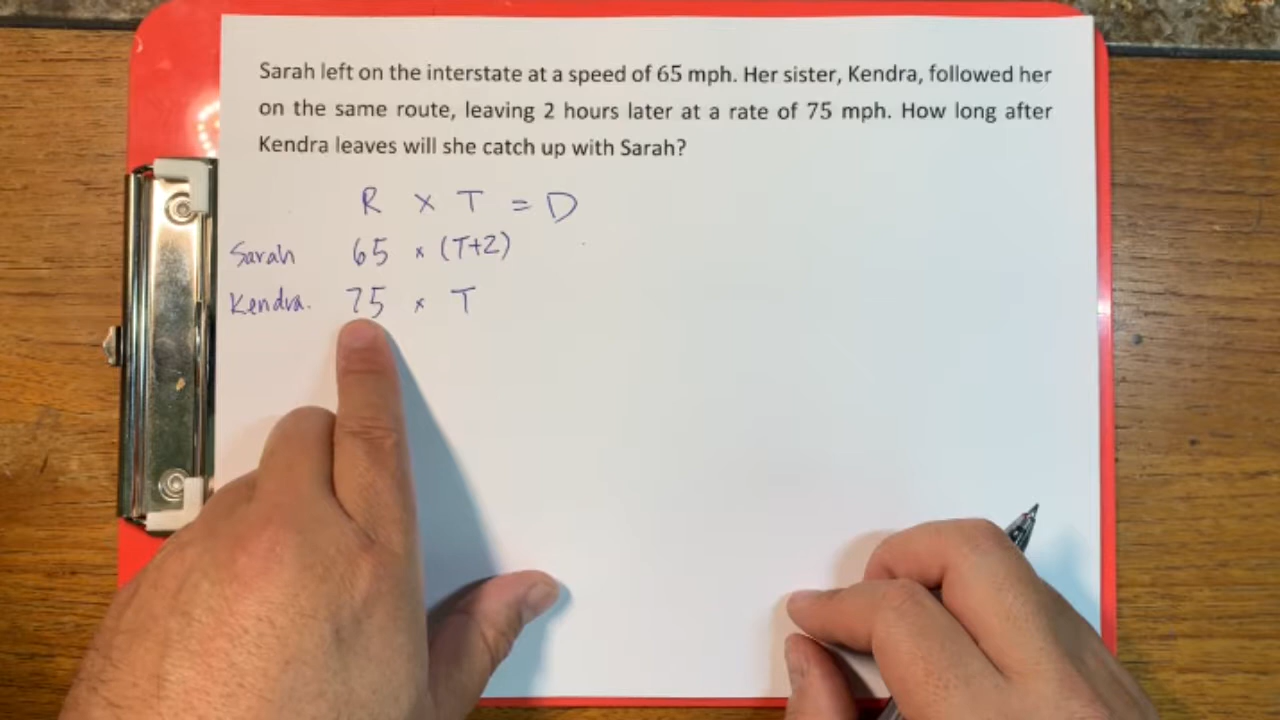 Sarah left on the interstate at a speed of 65 mph. Her sister, Kendra, followed her
on the same route, leaving 2 hours later at a rate of 75 mph. How long after
Kendra leaves will she catch up with Sarah?
R × T = D
Sarah 65 × (T+2)
Kendra. 75 × T